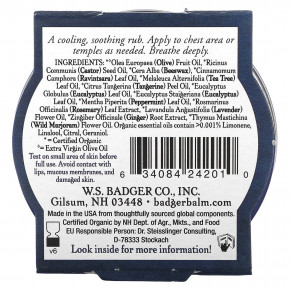 A cooling, soothing rub. Apply to chest area or
temples as needed. Breathe deeply.
INGREDIENTS: °*Olea Europaea (Olive) Fruit Oil, *Ricinus
Communis (Castor) Seed Oil, *Cera Alba (Beeswax), *Cinnamomum
Camphora (Ravintsara) Leaf Oil, *Melaleuca Alternifolia (Tea Tree)
Leaf Oil, *Citrus Tangerina (Tangerine) Peel Oil, *Eucalyptus
Globulus (Eucalyptus) Leaf Oil, *Eucalyptus Staigeriana (Eucalyptus)
Leaf Oil, *Mentha Piperita (Peppermint) Leaf Oil, *Rosmarinus
Officinalis (Rosemary) Leaf Extract, *Lavandula Angustifolia (Lavender)
Flower Oil, *Zingiber Officinale (Ginger) Root Extract, *Thymus Mastichina
(Wild Marjoram) Flower Oil. Organic essential oils contain >0.001% Limonene,
Linalool, Citral, Geraniol.
* = Certified Organic
° = Extra Virgin Olive Oil
Test on small area of skin before
full use. Avoid contact with
lips, mucous membranes,
and damaged skin.
6 34084 24201 0
W.S. BADGER CO., INC.
Gilsum, NH 03448 • badgerbalm.com
Made in the USA from thoughtfully sourced global components.
Certified Organic by NH Dept. of Agr., Mkts., and Food
EU Responsible Person: Dr. Steisslinger Consulting,
D-78333 Stockach
v6
Look inside for more information!